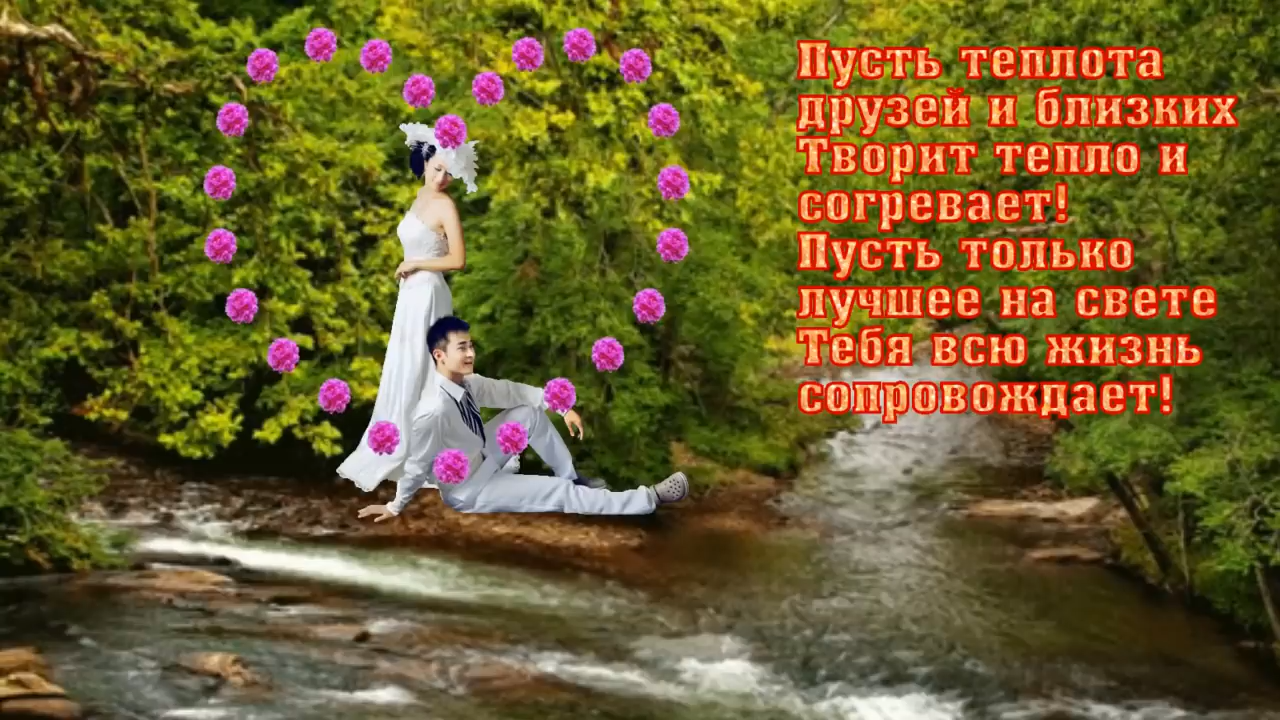 Пусть теплота
друзей и близких
Творит тепло и
согревает!
Пусть только
лучшее на свете
Тебя всю жизнь
сопровождает!